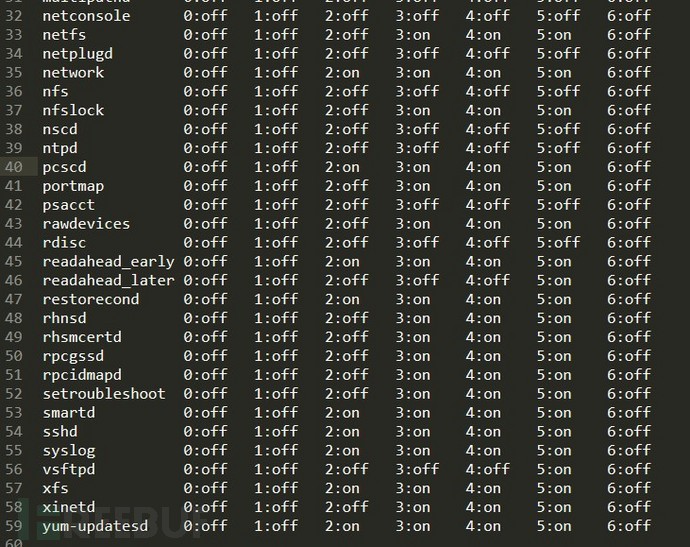 32 netconsole 0:off 1:off 2:off 3:off 4:off 5:off 6:off
33 netfs 0:off 1:off 2:off 3:on 4:on 5:on 6:off
34 netplugd 0:off 1:off 2:off 3:off 4:off 5:off 6:off
35 network 0:off 1:off 2:on 3:on 4:on 5:on 6:off
36 nfs 0:off 1:off 2:off 3:off 4:off 5:off 6:off
37 nfslock 0:off 1:off 2:off 3:on 4:on 5:on 6:off
38 nscd 0:off 1:off 2:off 3:off 4:off 5:off 6:off
39 ntpd 0:off 1:off 2:off 3:off 4:off 5:off 6:off
40 pcscd 0:off 1:off 2:on 3:on 4:on 5:on 6:off
41 portmap 0:off 1:off 2:off 3:on 4:on 5:on 6:off
42 psacct 0:off 1:off 2:off 3:off 4:off 5:off 6:off
43 rawdevices 0:off 1:off 2:off 3:on 4:on 5:on 6:off
44 rdisc 0:off 1:off 2:off 3:off 4:off 5:off 6:off
45 readahead_early 0:off 1:off 2:on 3:on 4:on 5:on 6:off
46 readahead_later 0:off 1:off 2:off 3:off 4:off 5:on 6:off
47 restorecond 0:off 1:off 2:on 3:on 4:on 5:on 6:off
48 rhnsd 0:off 1:off 2:off 3:on 4:on 5:on 6:off
49 rhsmcertd 0:off 1:off 2:off 3:on 4:on 5:on 6:off
50 rpcgssd 0:off 1:off 2:off 3:on 4:on 5:on 6:off
51 rpcidmapd 0:off 1:off 2:off 3:on 4:on 5:on 6:off
52 setroubleshoot 0:off 1:off 2:off 3:on 4:on 5:on 6:off
53 smartd 0:off 1:off 2:on 3:on 4:on 5:on 6:off
54 sshd 0:off 1:off 2:on 3:on 4:on 5:on 6:off
55 syslog 0:off 1:off 2:on 3:on 4:on 5:on 6:off
56 vsftpd 0:off 1:off 2:off 3:off 4:off 5:off 6:off
57 xfs 0:off 1:off 2:on 3:on 4:on 5:on 6:off
58 xinetd 0:off 1:off 2:off 3:on 4:on 5:on 6:off
59 yum-updatesd 0:off 1:off 2:on 3:on 4:on 5:on 6:off
60
FREEBUF